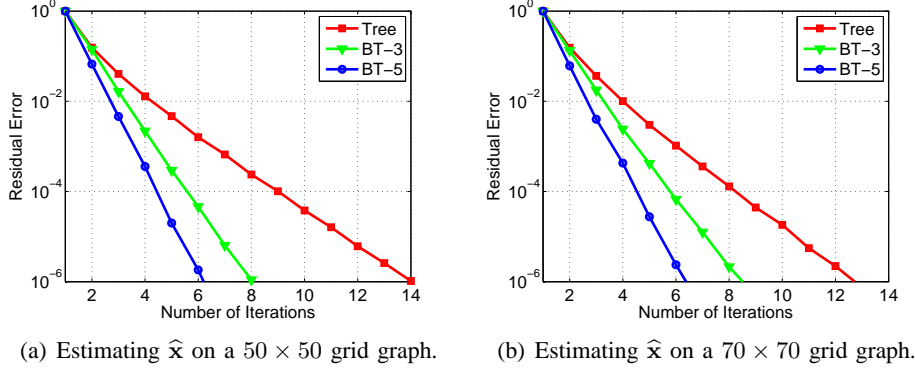 10^0
10^-2
10^-4
10^-6
Residual Error
2 4 6 8 10 12 14
Number of Iterations
Tree
BT-3
BT-5
(a) Estimating x̂ on a 50 × 50 grid graph.
10^0
10^-2
10^-4
10^-6
Residual Error
2 4 6 8 10 12 14
Number of Iterations
Tree
BT-3
BT-5
(b) Estimating x̂ on a 70 × 70 grid graph.